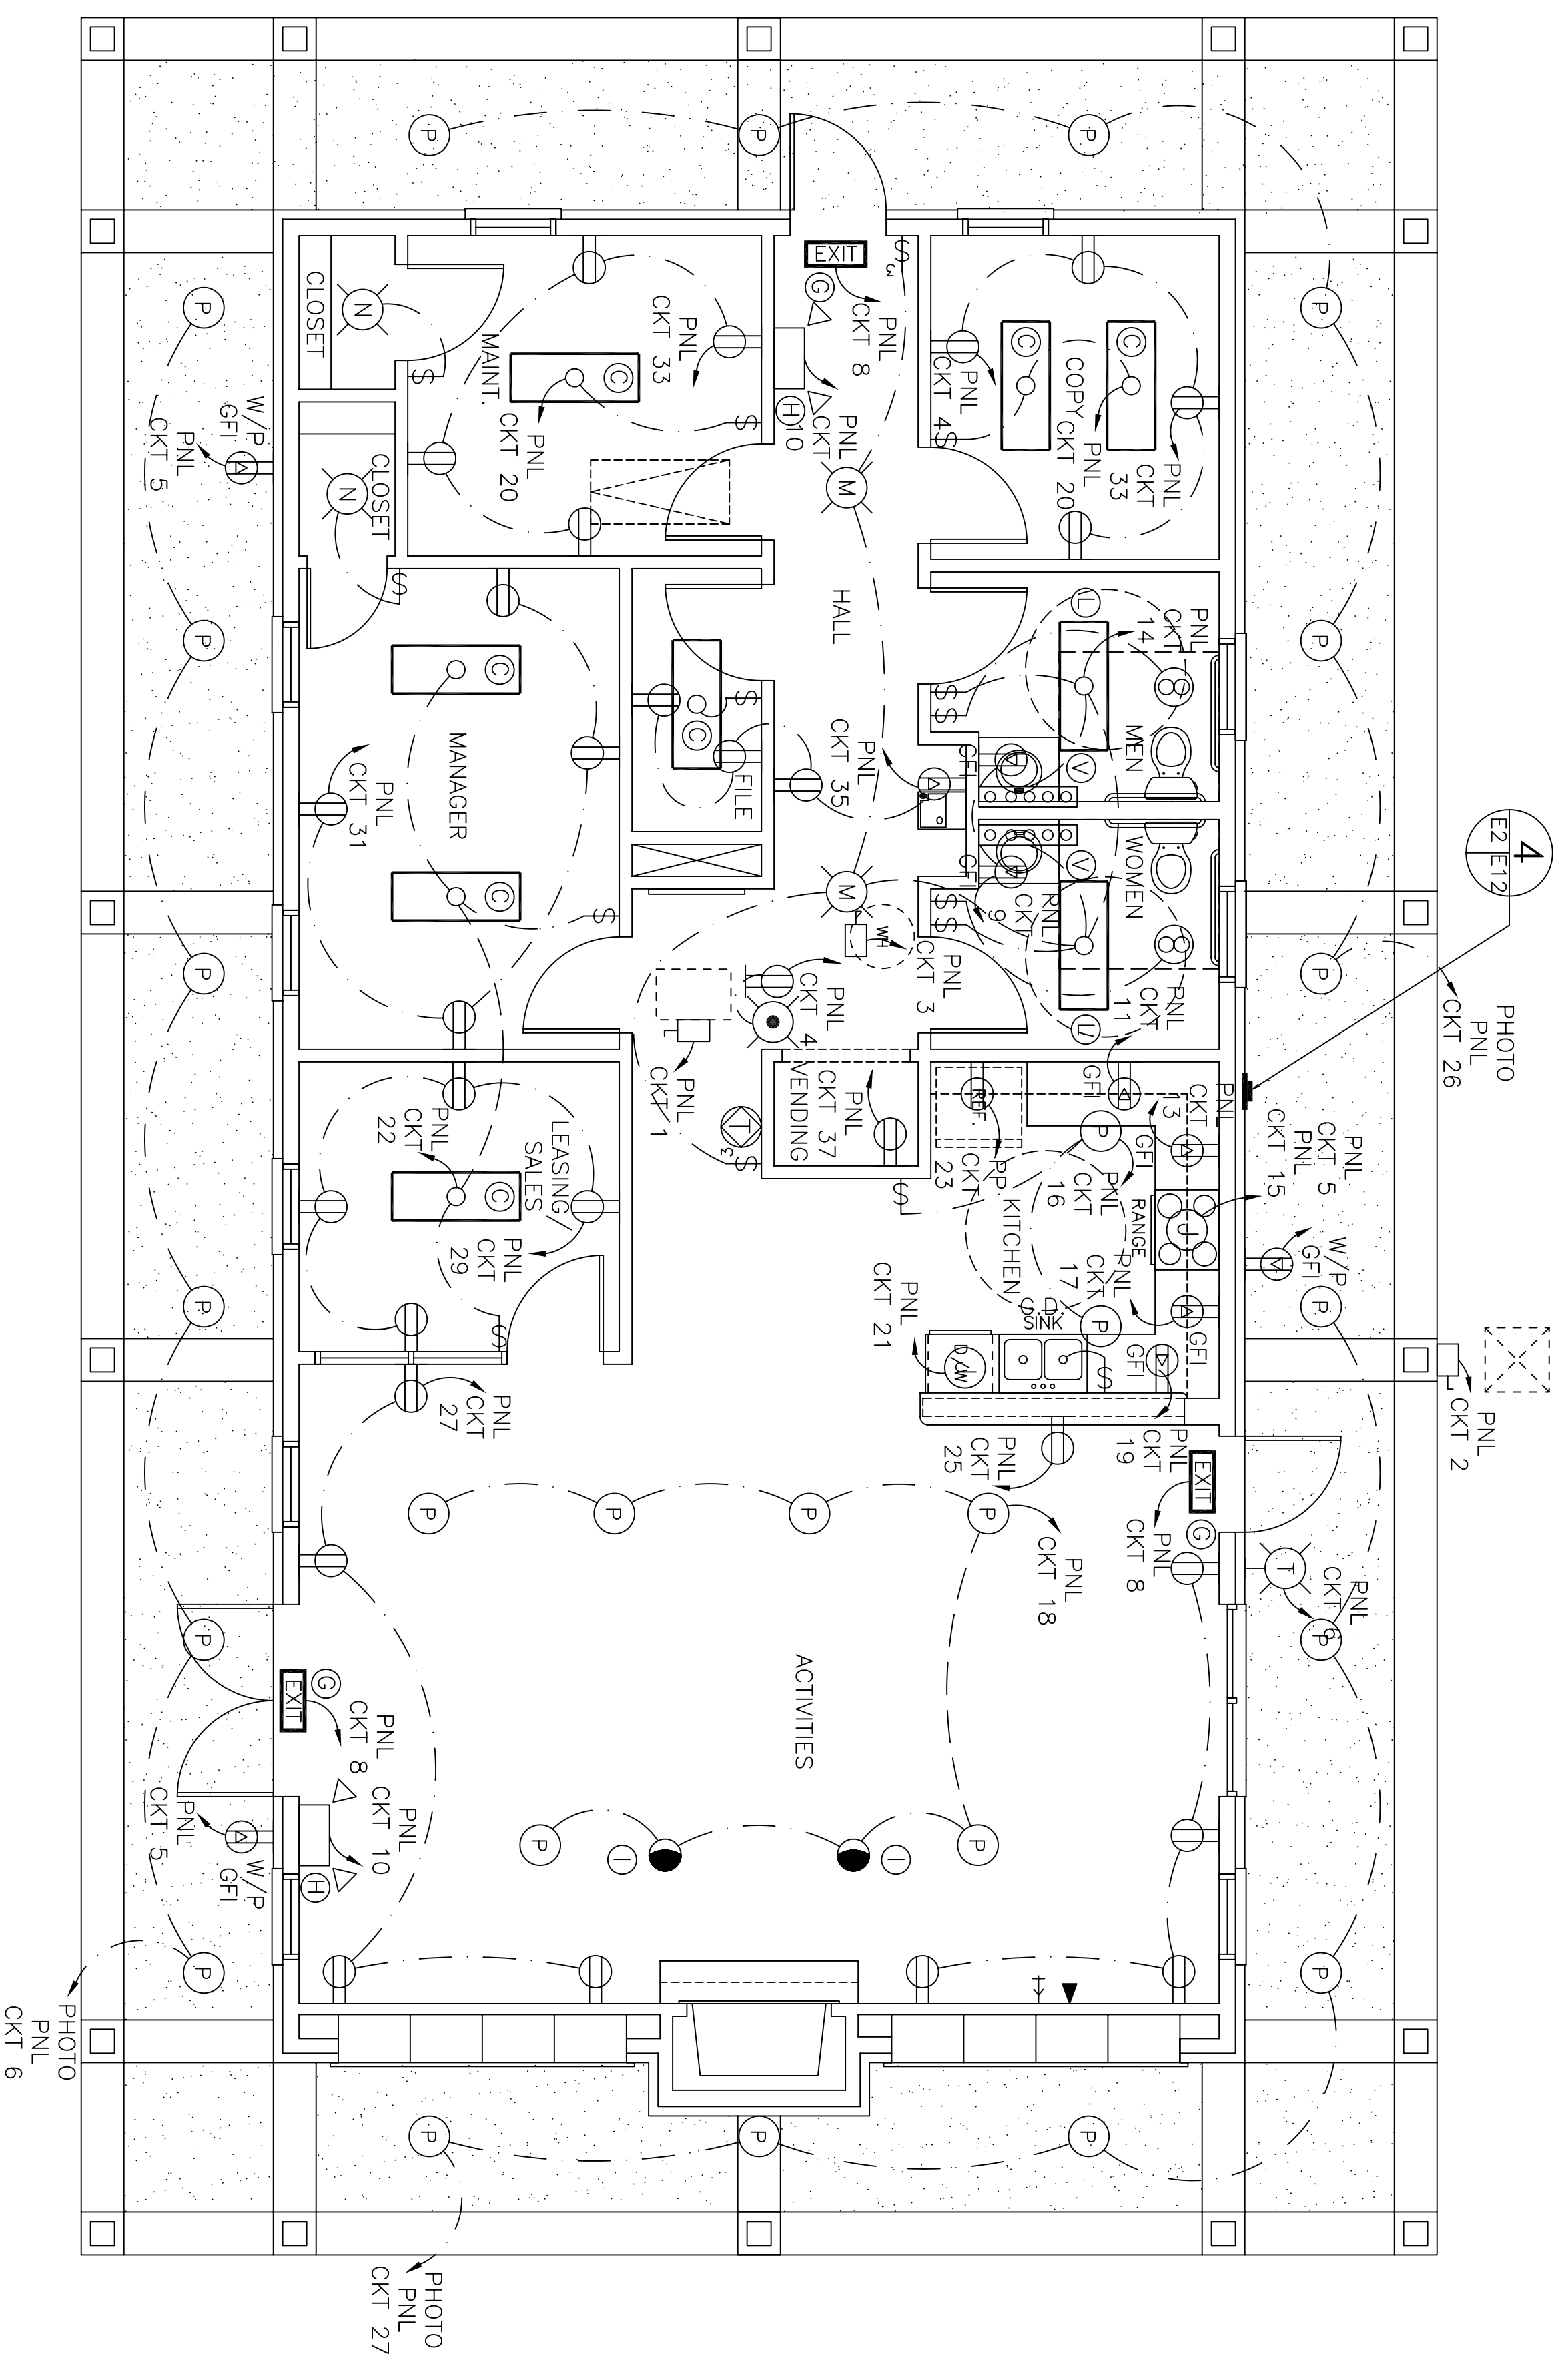 4
E2 E12
PHOTO
PNL
CKT 26
PNL
CKT 2
PNL
CKT 5
PNL
CKT 15
W/P
GFI
PNL
CKT 6
P
P
P
P
P
P
P
P
P
T
EXIT
G
PNL
CKT 8
S
3
PNL
CKT 4
S
C
C
COPY
PNL
CKT 20
PNL
CKT
33
H
PNL
CKT
10
M
HALL
L
PNL
CKT
14
8
MEN
V
S
S
GFI
WOMEN
V
GFI
8
L
PNL
CKT
9
S
S
PNL
CKT
11
GFI
PNL
CKT
13
GFI
PNL
CKT 35
M
WH
PNL
CKT 3
PNL
CKT 4
PNL
CKT 1
T
S
3
VENDING
PNL
CKT 37
REF.
PP
CKT
23
P
PNL
CKT
16
KITCHEN
RANGE
J
PNL
CKT
17
GFI
P
G.D.
SINK
S
GFI
D/W
PNL
CKT 21
S
PNL
CKT
19
PNL
CKT
25
EXIT
G
PNL
CKT 8
CLOSET
N
S
MAINT.
C
PNL
CKT 33
PNL
CKT 20
S
CLOSET
N
S
FILE
C
S
MANAGER
C
C
PNL
CKT 31
S
LEASING/
SALES
C
PNL
CKT
22
PNL
CKT
29
S
PNL
CKT
27
P
P
P
P
PNL
CKT 18
ACTIVITIES
P
I
I
P
EXIT
G
PNL
CKT 8
PNL
CKT 10
H
W/P
GFI
PNL
CKT 5
W/P
GFI
PNL
CKT 5
P
P
P
P
P
P
P
P
P
PHOTO
PNL
CKT 6
PHOTO
PNL
CKT 27